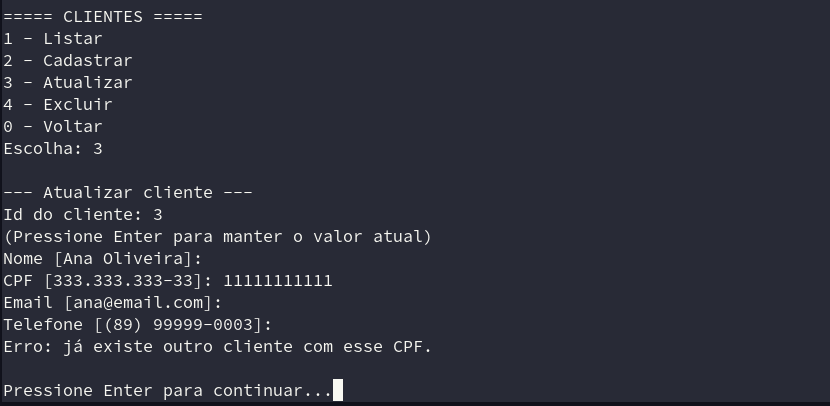 ===== CLIENTES =====
1 - Listar
2 - Cadastrar
3 - Atualizar
4 - Excluir
0 - Voltar
Escolha: 3
--- Atualizar cliente ---
Id do cliente: 3
(Pressione Enter para manter o valor atual)
Nome [Ana Oliveira]:
CPF [333.333.333-33]: 11111111111
Email [ana@email.com]:
Telefone [(89) 99999-0003]:
Erro: já existe outro cliente com esse CPF.
Pressione Enter para continuar...